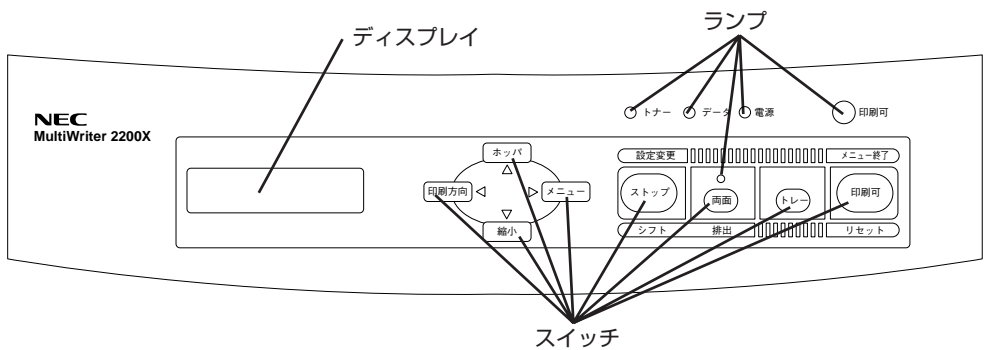 ランプ
ディスプレイ
トナー データ 電源 印刷可
NEC
MultiWriter 2200X
ホッパ
印刷方向 メニュー
縮小
設定変更 メニュー終了
ストップ 両面 トレー 印刷可
シフト 排出 リセット
スイッチ